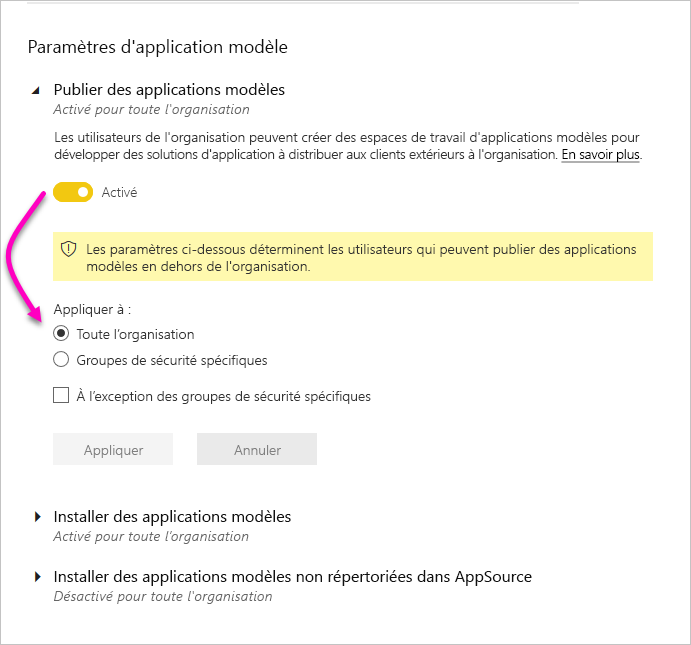 Paramètres d'application modèle
Publier des applications modèles
Activé pour toute l'organisation
Les utilisateurs de l'organisation peuvent créer des espaces de travail d'applications modèles pour
développer des solutions d'application à distribuer aux clients extérieurs à l'organisation. En savoir plus.
Activé
Les paramètres ci-dessous déterminent les utilisateurs qui peuvent publier des applications
modèles en dehors de l'organisation.
Appliquer à :
Toute l’organisation
Groupes de sécurité spécifiques
À l’exception des groupes de sécurité spécifiques
Appliquer
Annuler
Installer des applications modèles
Activé pour toute l'organisation
Installer des applications modèles non répertoriées dans AppSource
Désactivé pour toute l'organisation